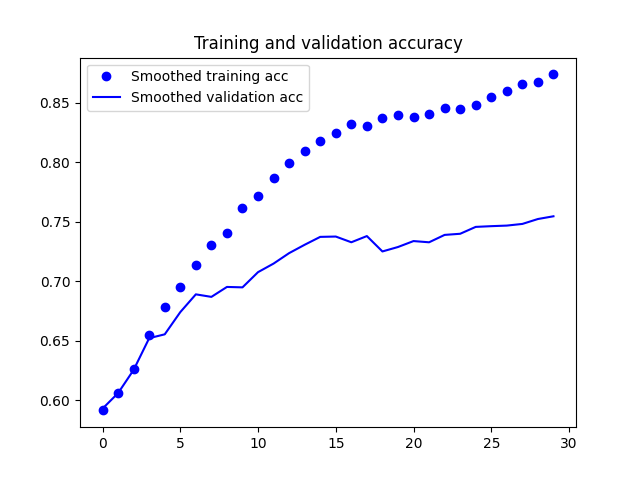 Training and validation accuracy
Smoothed training acc
Smoothed validation acc
0.85
0.80
0.75
0.70
0.65
0.60
0 5 10 15 20 25 30